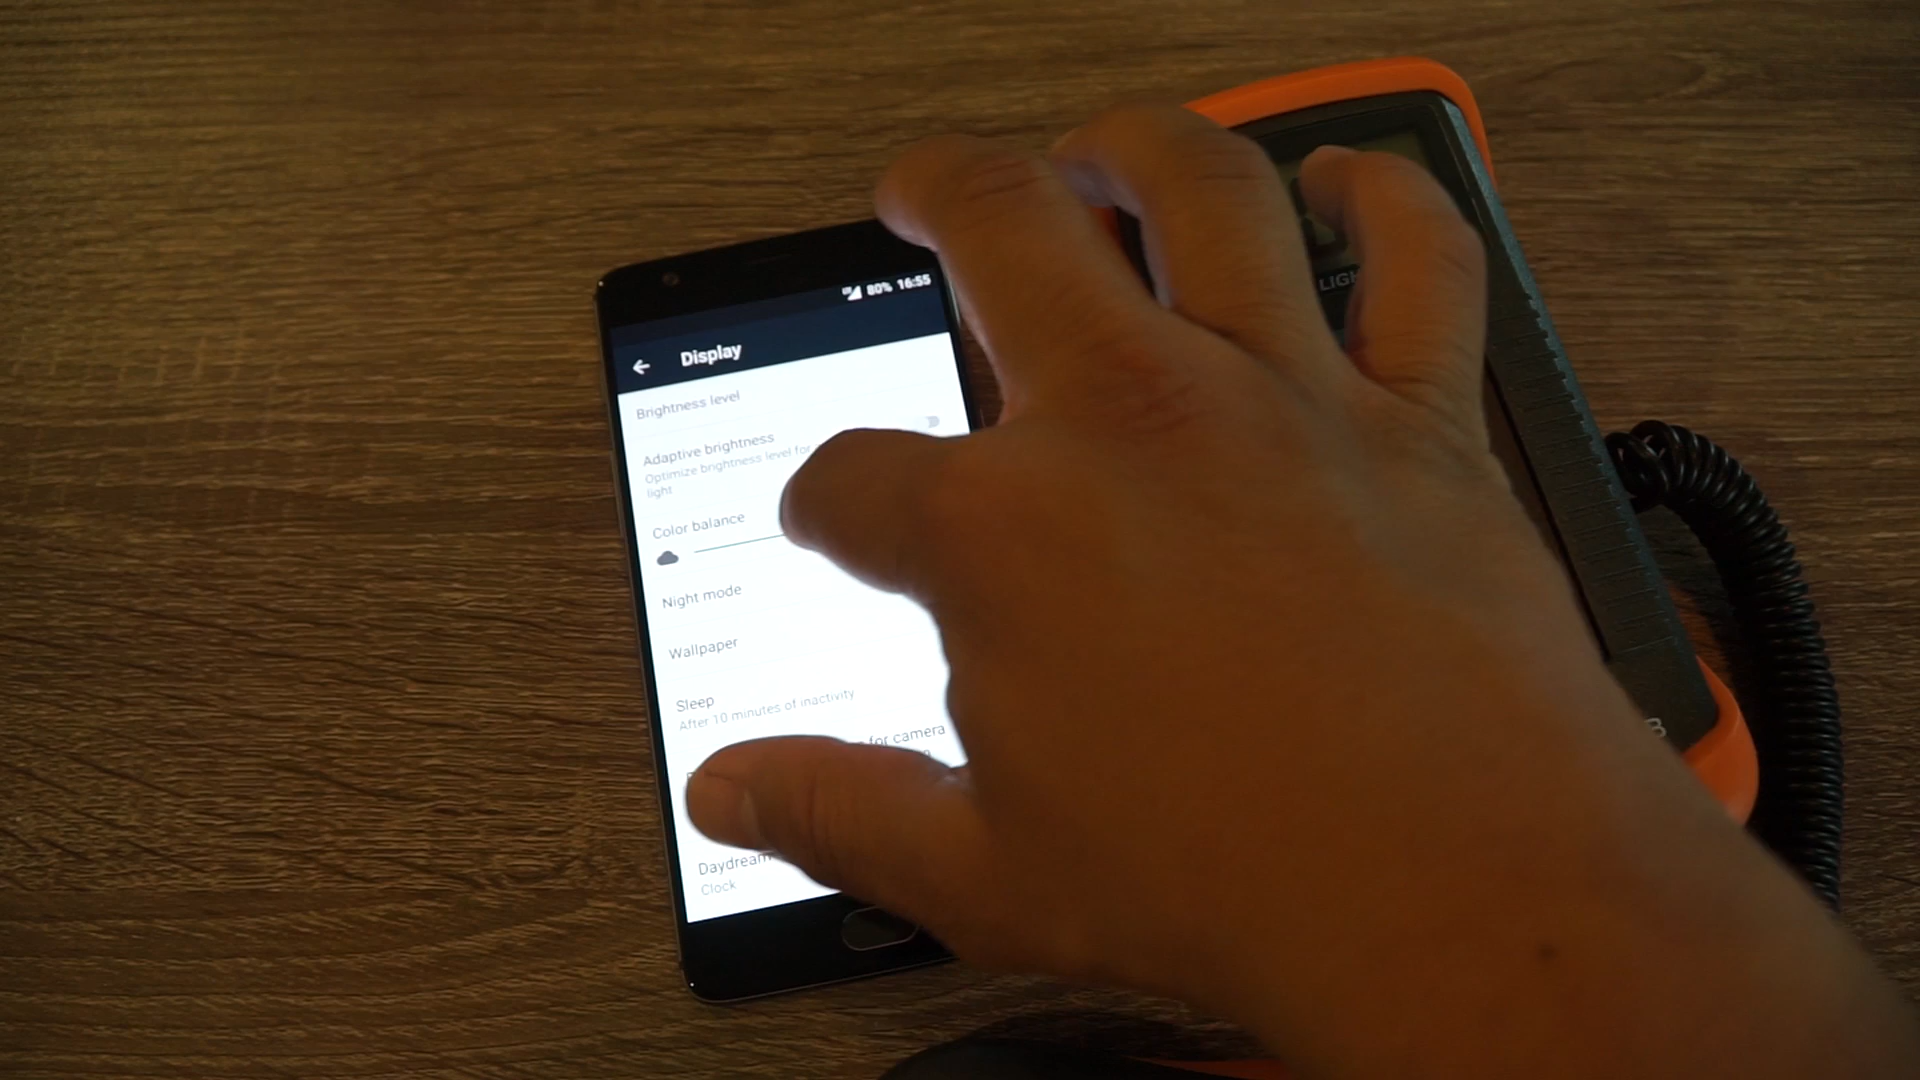 LTE 80% 16:55
Display
Brightness level
Adaptive brightness
Optimize brightness level for
light
Color balance
Night mode
Wallpaper
Sleep
After 10 minutes of inactivity
for camera
Daydream
Clock
LIGH
B